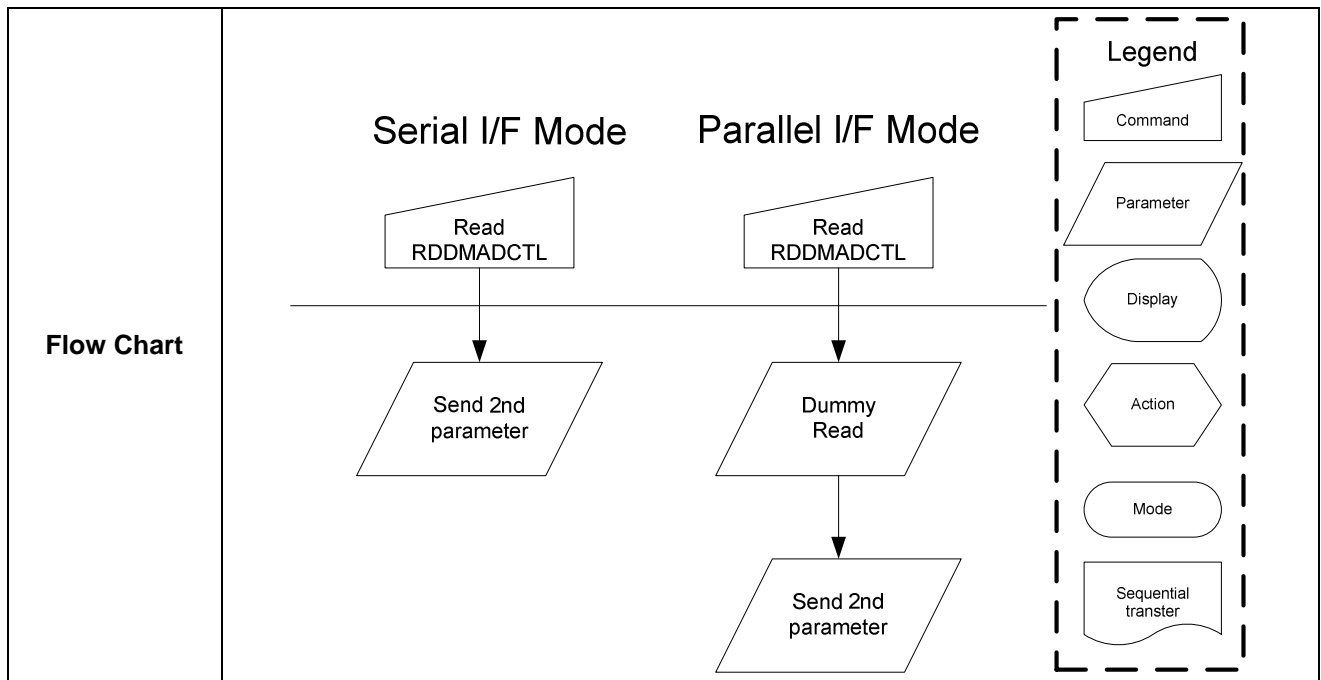 Flow Chart
Serial I/F Mode
Read
RDDMADCTL
Send 2nd
parameter
Parallel I/F Mode
Read
RDDMADCTL
Dummy
Read
Send 2nd
parameter
Legend
Command
Parameter
Display
Action
Mode
Sequential
transter